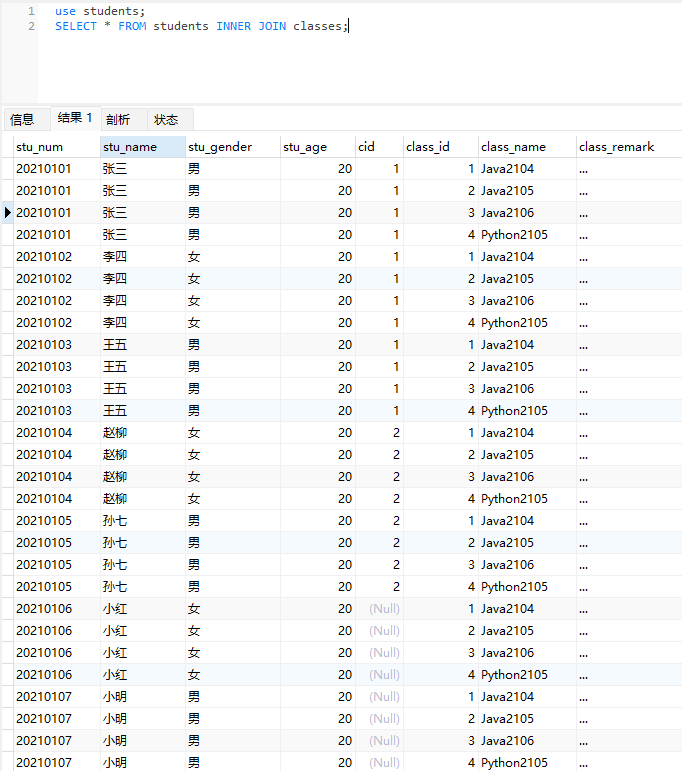 1 use students;
2 SELECT * FROM students INNER JOIN classes;
信息 结果 1 剖析 状态
stu_num stu_name stu_gender stu_age cid class_id class_name class_remark
20210101 张三 男 20 1 1 Java2104 ...
20210101 张三 男 20 1 2 Java2105 ...
20210101 张三 男 20 1 3 Java2106 ...
20210101 张三 男 20 1 4 Python2105 ...
20210102 李四 女 20 1 1 Java2104 ...
20210102 李四 女 20 1 2 Java2105 ...
20210102 李四 女 20 1 3 Java2106 ...
20210102 李四 女 20 1 4 Python2105 ...
20210103 王五 男 20 1 1 Java2104 ...
20210103 王五 男 20 1 2 Java2105 ...
20210103 王五 男 20 1 3 Java2106 ...
20210103 王五 男 20 1 4 Python2105 ...
20210104 赵柳 女 20 2 1 Java2104 ...
20210104 赵柳 女 20 2 2 Java2105 ...
20210104 赵柳 女 20 2 3 Java2106 ...
20210104 赵柳 女 20 2 4 Python2105 ...
20210105 孙七 男 20 2 1 Java2104 ...
20210105 孙七 男 20 2 2 Java2105 ...
20210105 孙七 男 20 2 3 Java2106 ...
20210105 孙七 男 20 2 4 Python2105 ...
20210106 小红 女 20 (Null) 1 Java2104 ...
20210106 小红 女 20 (Null) 2 Java2105 ...
20210106 小红 女 20 (Null) 3 Java2106 ...
20210106 小红 女 20 (Null) 4 Python2105 ...
20210107 小明 男 20 (Null) 1 Java2104 ...
20210107 小明 男 20 (Null) 2 Java2105 ...
20210107 小明 男 20 (Null) 3 Java2106 ...
20210107 小明 男 20 (Null) 4 Python2105 ...